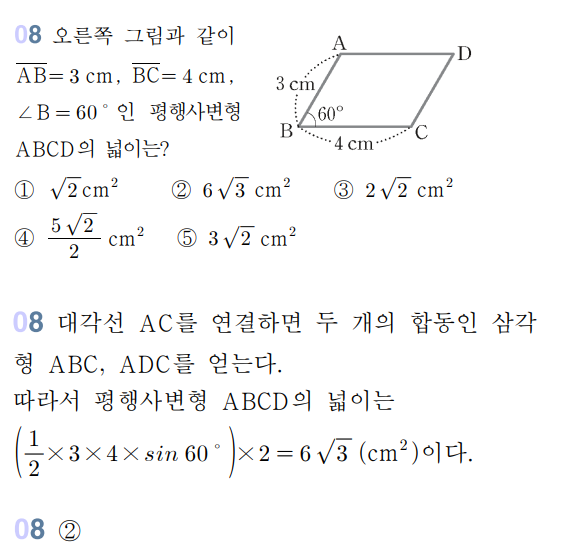 08 오른쪽 그림과 같이
AB = 3 cm, BC = 4 cm,
∠B = 60° 인 평행사변형
ABCD의 넓이는?
A
D
3 cm
60°
B
C
4 cm
① √2 cm² ② 6√3 cm² ③ 2√2 cm²
④ 5√2/2 cm² ⑤ 3√2 cm²
08 대각선 AC를 연결하면 두 개의 합동인 삼각
형 ABC, ADC를 얻는다.
따라서 평행사변형 ABCD의 넓이는
(1/2 × 3 × 4 × sin 60°) × 2 = 6√3 (cm²)이다.
08 ②